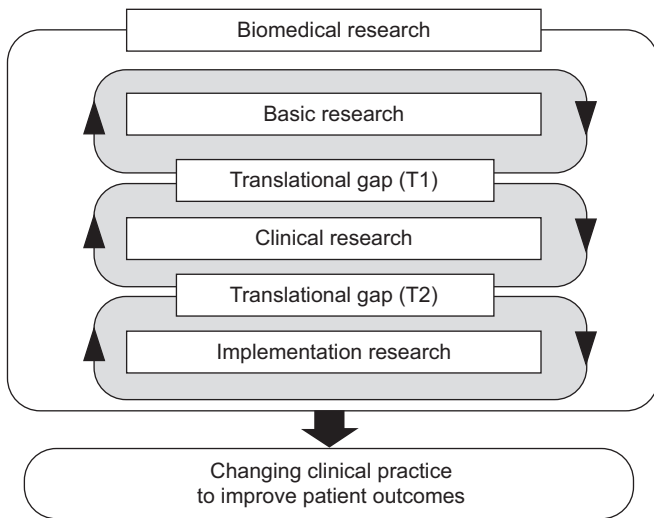 Biomedical research
Basic research
Translational gap (T1)
Clinical research
Translational gap (T2)
Implementation research
Changing clinical practice
to improve patient outcomes